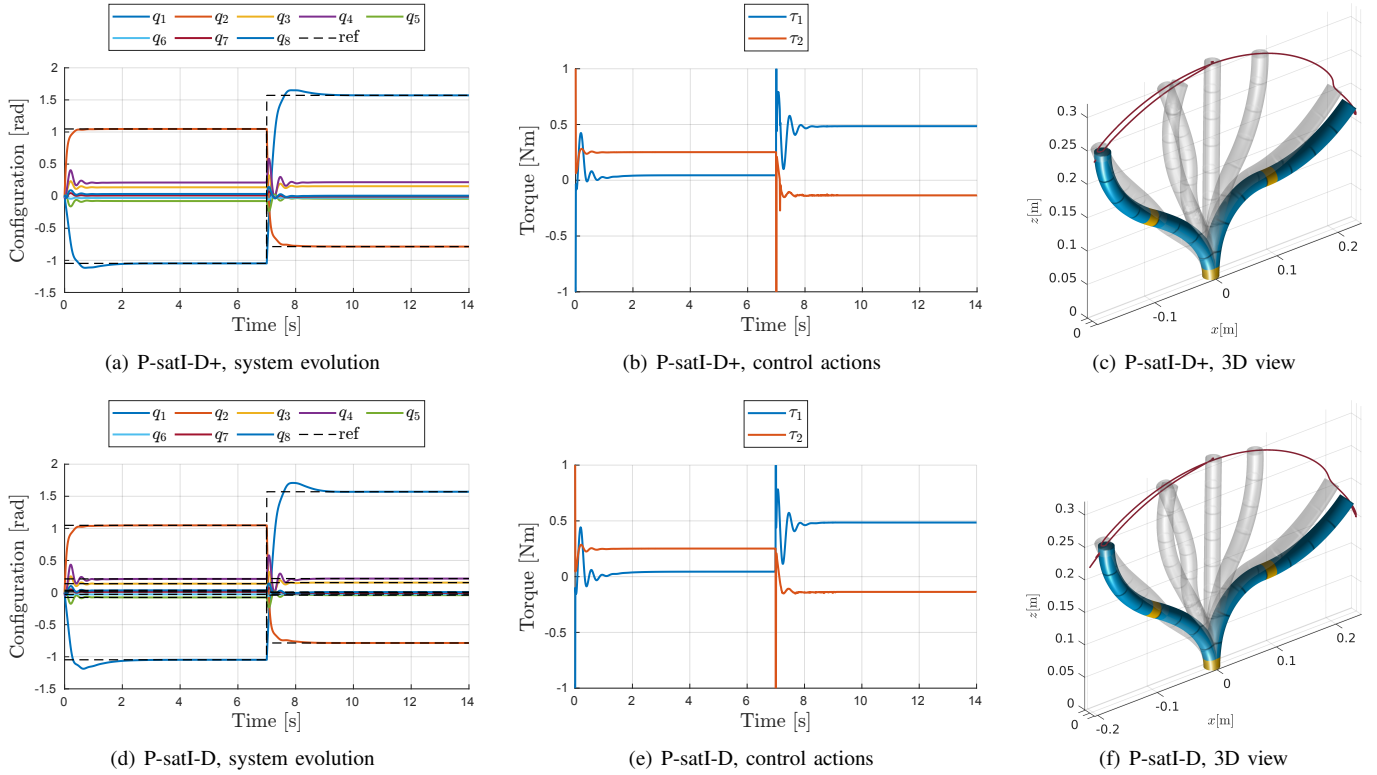 q1 q2 q3 q4 q5
q6 q7 q8 ref
τ1
τ2
2
1.5
1
0.5
0
-0.5
-1
-1.5
Configuration [rad]
0 2 4 6 8 10 12 14
Time [s]
1
0.5
0
-0.5
-1
Torque [Nm]
0 2 4 6 8 10 12 14
Time [s]
0.3
0.25
0.2
0.15
0.1
0.05
0
z[m]
0 -0.1 0 0.1 0.2
x[m]
(a) P-satI-D+, system evolution
(b) P-satI-D+, control actions
(c) P-satI-D+, 3D view
q1 q2 q3 q4 q5
q6 q7 q8 ref
τ1
τ2
2
1.5
1
0.5
0
-0.5
-1
-1.5
Configuration [rad]
0 2 4 6 8 10 12 14
Time [s]
1
0.5
0
-0.5
-1
Torque [Nm]
0 2 4 6 8 10 12 14
Time [s]
0.3
0.25
0.2
0.15
0.1
0.05
0
z[m]
0 -0.2 -0.1 0 0.1 0.2
x[m]
(d) P-satI-D, system evolution
(e) P-satI-D, control actions
(f) P-satI-D, 3D view